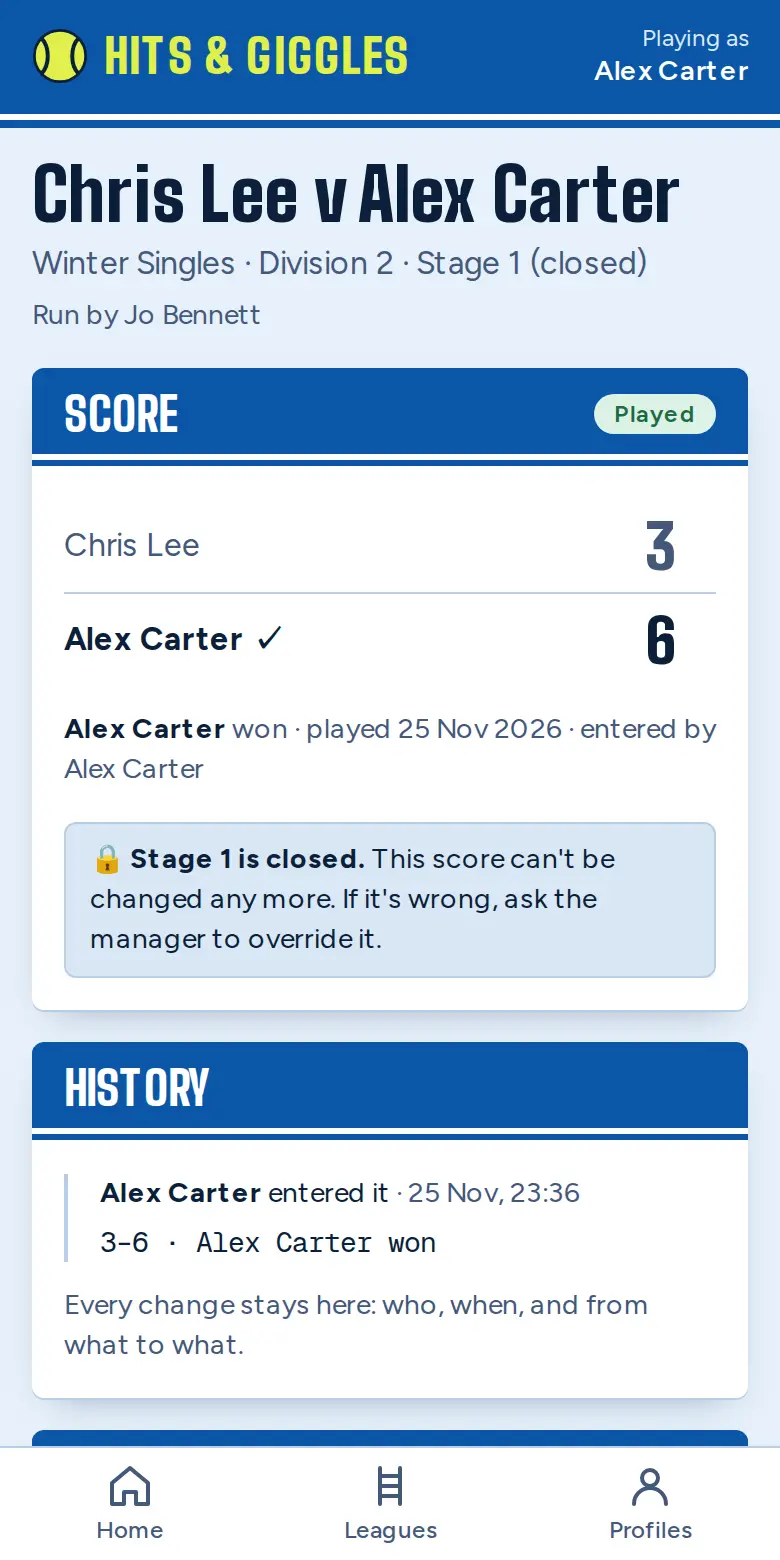 HITS & GIGGLES
Playing as
Alex Carter
Chris Lee v Alex Carter
Winter Singles · Division 2 · Stage 1 (closed)
Run by Jo Bennett
SCORE
Played
Chris Lee
3
Alex Carter ✓
6
Alex Carter won · played 25 Nov 2026 · entered by
Alex Carter
🔒 Stage 1 is closed. This score can't be
changed any more. If it's wrong, ask the
manager to override it.
HISTORY
Alex Carter entered it · 25 Nov, 23:36
3–6 · Alex Carter won
Every change stays here: who, when, and from
what to what.
Home
Leagues
Profiles